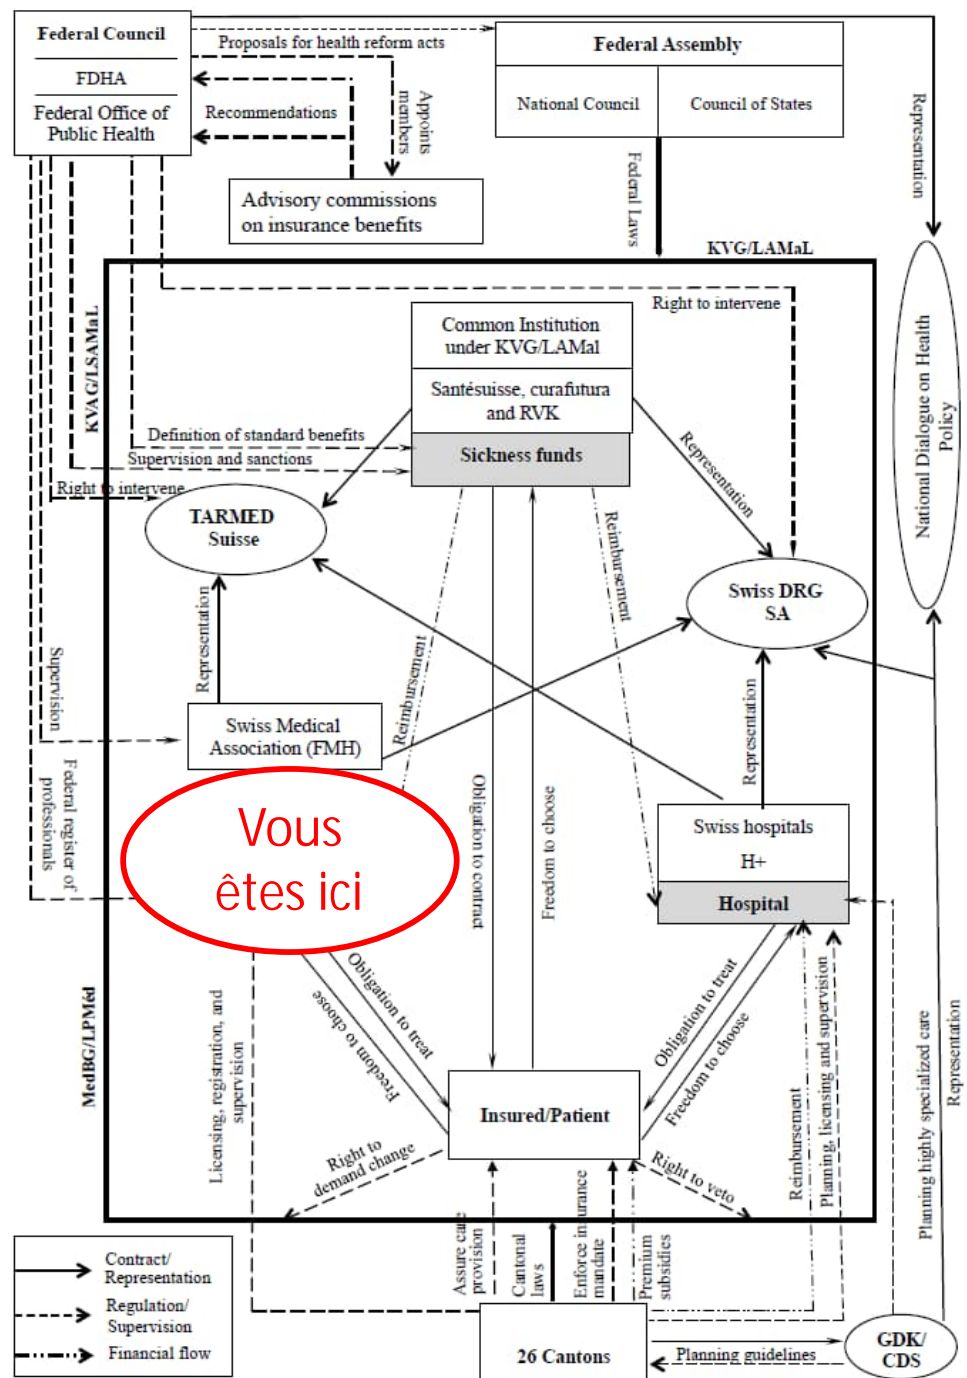 Federal Council
FDHA
Federal Office of
Public Health
Proposals for health reform acts
Recommendations
Appoints
members
Advisory commissions
on insurance benefits
Federal Assembly
National Council
Council of States
Federal Laws
Representation
KVG/LAMaL
National Dialogue on Health
Policy
KVAG/LSAMaL
Right to intervene
Common Institution
under KVG/LAMal
Santésuisse, curafutura
and RVK
Sickness funds
Definition of standard benefits
Supervision and sanctions
Right to intervene
TARMED
Suisse
Representation
Swiss DRG
SA
Reimbursement
Reimbursement
Representation
Supervision
Swiss Medical
Association (FMH)
Representation
Federal register of
professionals
Vous
êtes ici
Obligation to contract
Freedom to choose
Swiss hospitals
H+
Hospital
MedBG/LPMéd
Licensing, registration, and
supervision
Obligation to treat
Freedom to choose
Obligation to treat
Freedom to choose
Insured/Patient
Right to
demand change
Right to veto
Reimbursement
Planning, licensing and supervision
Planning highly specialized care
Representation
Assure care
provision
Cantonal
laws
Enforce insurance
mandate
Premium
subsidies
Contract/
Representation
Regulation/
Supervision
Financial flow
26 Cantons
Planning guidelines
GDK/
CDS